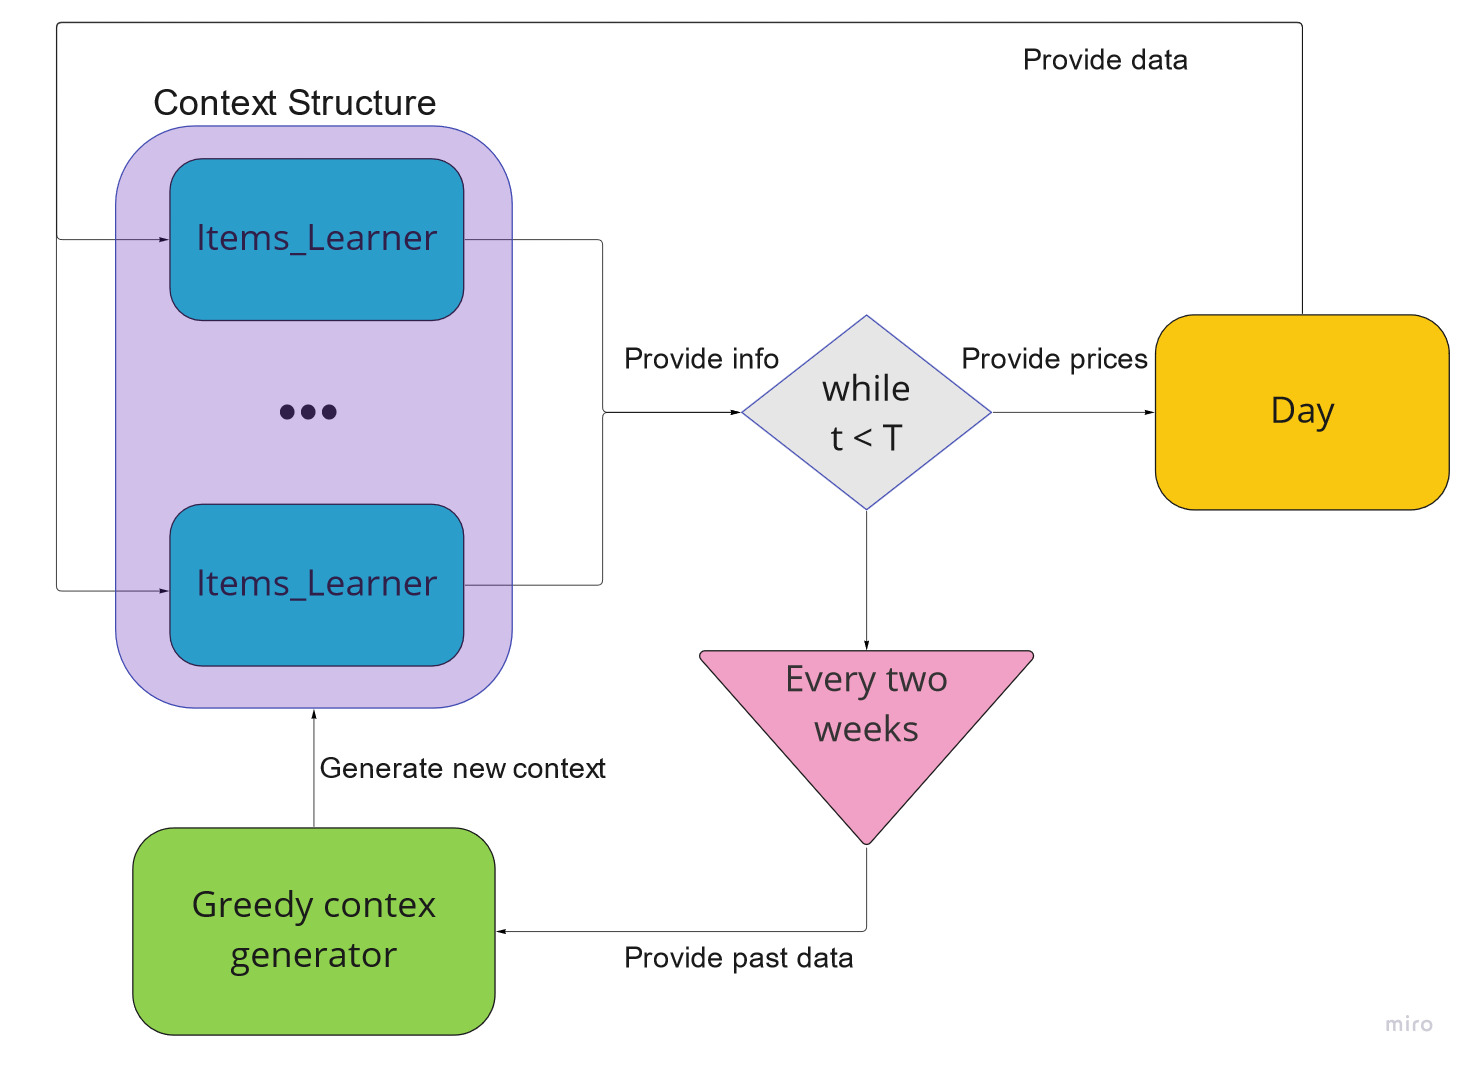 Provide data
Context Structure
Items_Learner
Provide info
Provide prices
while
t < T
Day
Items_Learner
Every two
weeks
Generate new context
Greedy contex
generator
Provide past data
miro